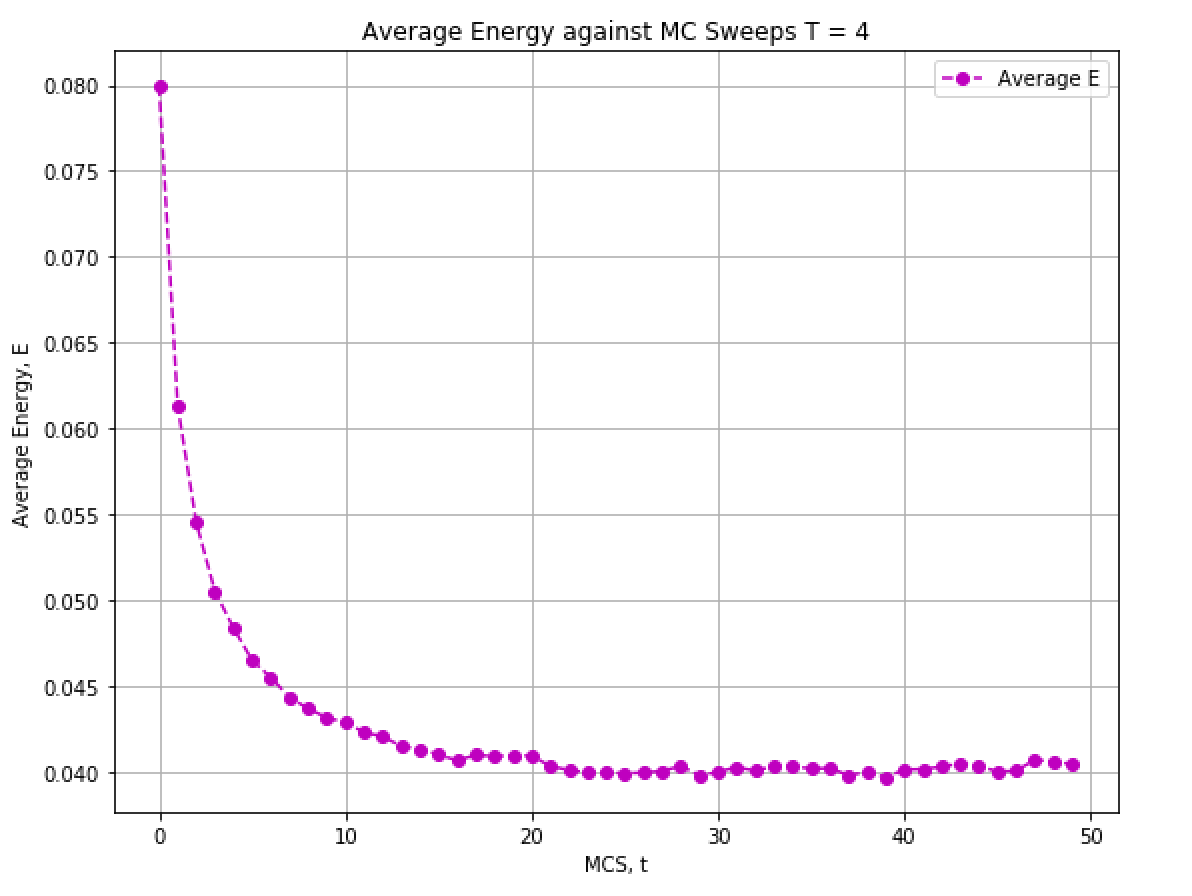 Average Energy against MC Sweeps T = 4
Average E
0.080
0.075
0.070
0.065
0.060
0.055
0.050
0.045
0.040
Average Energy, E
0 10 20 30 40 50
MCS, t